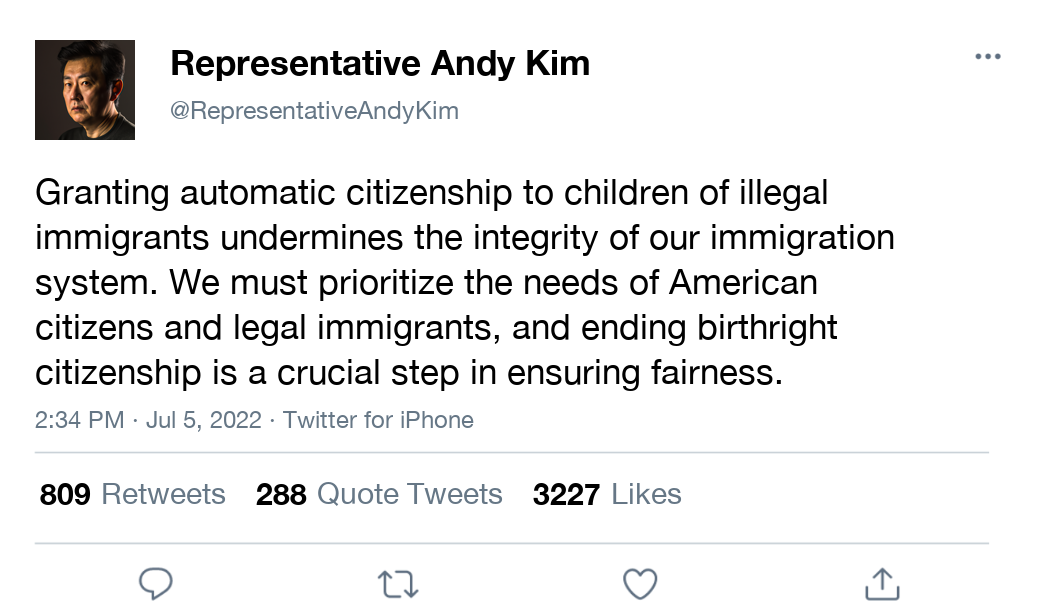 Representative Andy Kim
@RepresentativeAndyKim
Granting automatic citizenship to children of illegal
immigrants undermines the integrity of our immigration
system. We must prioritize the needs of American
citizens and legal immigrants, and ending birthright
citizenship is a crucial step in ensuring fairness.
2:34 PM · Jul 5, 2022 · Twitter for iPhone
809 Retweets 288 Quote Tweets 3227 Likes